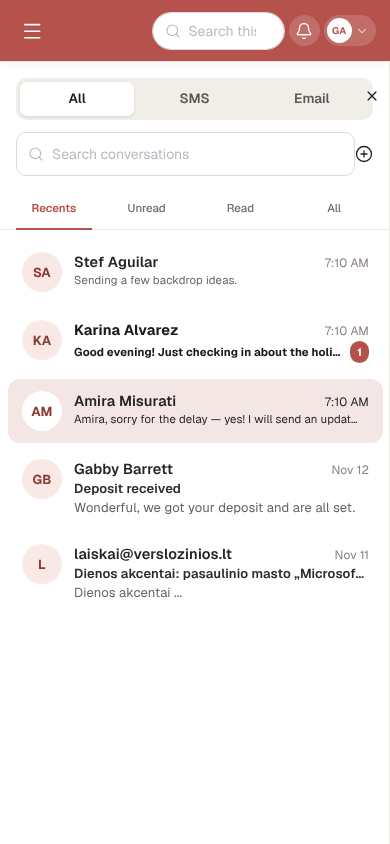 Search this
GA
All
SMS
Email
Search conversations
Recents
Unread
Read
All
SA
Stef Aguilar
7:10 AM
Sending a few backdrop ideas.
KA
Karina Alvarez
7:10 AM
Good evening! Just checking in about the holi...
1
AM
Amira Misurati
7:10 AM
Amira, sorry for the delay — yes! I will send an updat...
GB
Gabby Barrett
Nov 12
Deposit received
Wonderful, we got your deposit and are all set.
L
laiskai@verslozinios.lt
Nov 11
Dienos akcentai: pasaulinio masto „Microsof...
Dienos akcentai ...